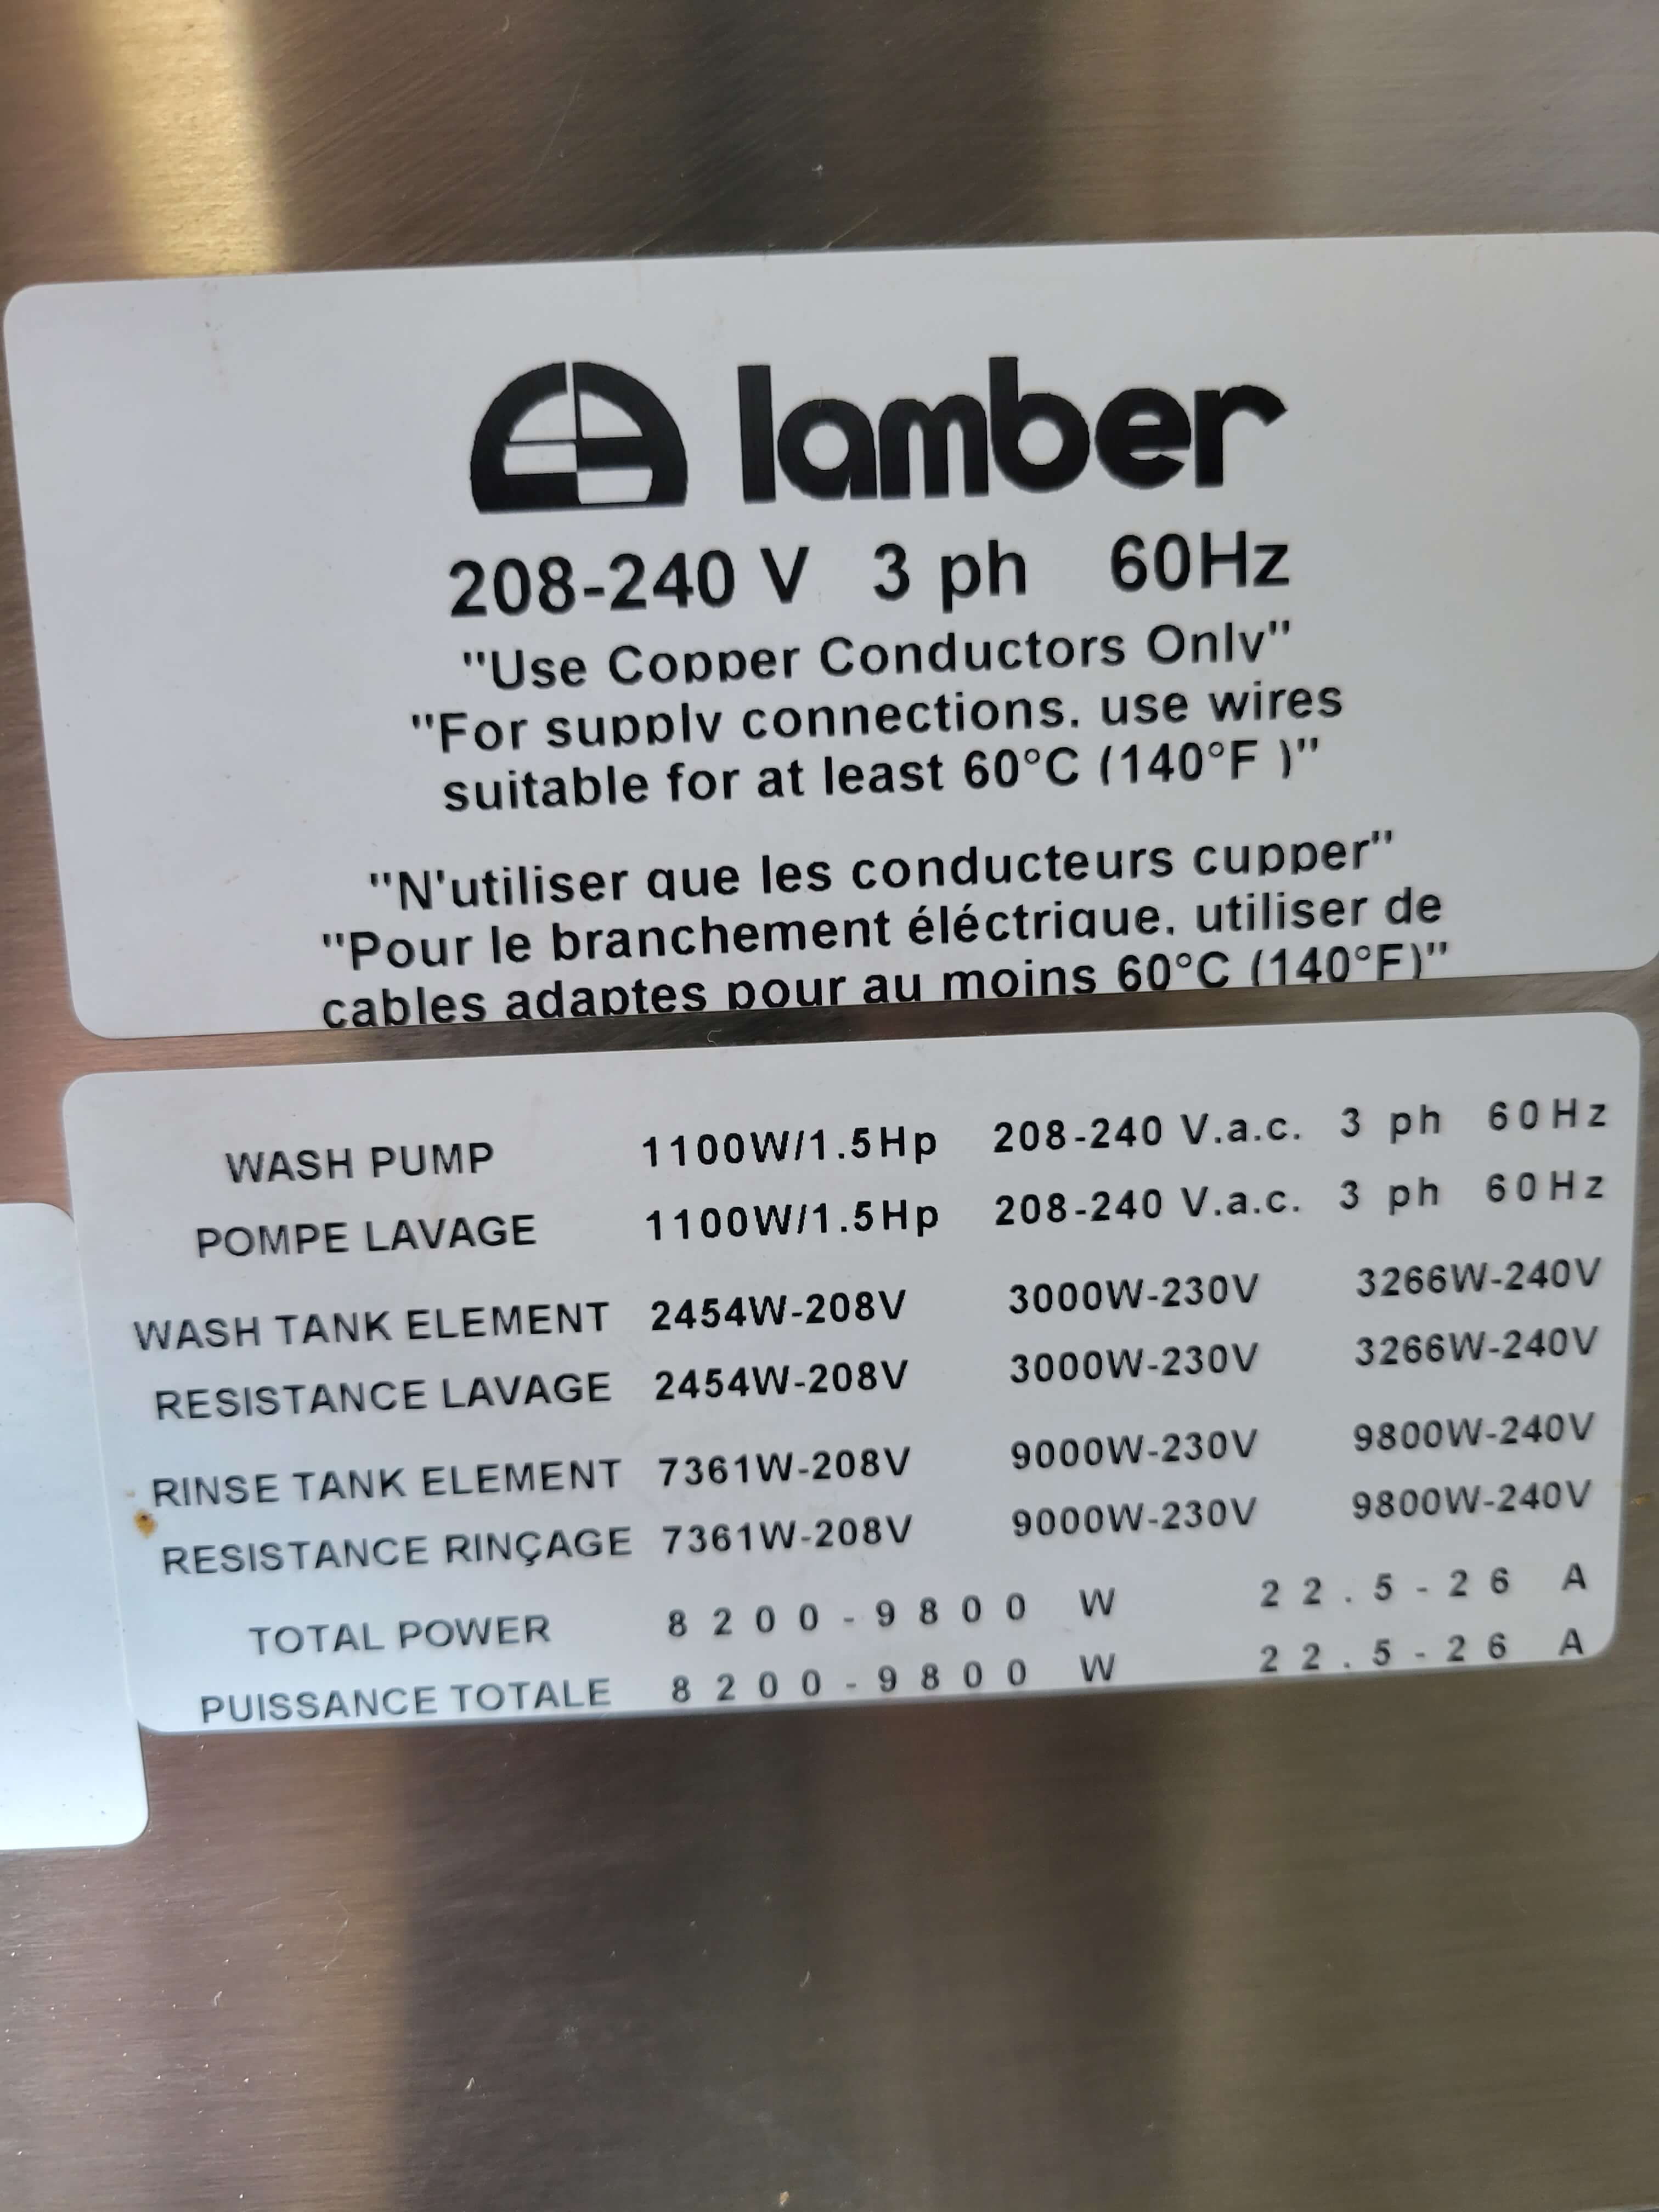 lamber
208-240 V 3 ph 60Hz
"Use Copper Conductors Only"
"For supply connections, use wires
suitable for at least 60°C (140°F )"
"N'utiliser que les conducteurs cupper"
"Pour le branchement éléctrique, utiliser de
cables adaptes pour au moins 60°C (140°F)"
WASH PUMP 1100W/1.5Hp 208-240 V.a.c. 3 ph 60Hz
POMPE LAVAGE 1100W/1.5Hp 208-240 V.a.c. 3 ph 60Hz
WASH TANK ELEMENT 2454W-208V 3000W-230V 3266W-240V
RESISTANCE LAVAGE 2454W-208V 3000W-230V 3266W-240V
RINSE TANK ELEMENT 7361W-208V 9000W-230V 9800W-240V
RESISTANCE RINÇAGE 7361W-208V 9000W-230V 9800W-240V
TOTAL POWER 8200-9800 W 22.5-26 A
PUISSANCE TOTALE 8200-9800 W 22.5-26 A